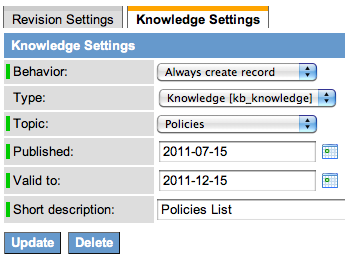 Revision Settings Knowledge Settings
Knowledge Settings
Behavior: Always create record
Type: Knowledge [kb_knowledge]
Topic: Policies
Published: 2011-07-15
Valid to: 2011-12-15
Short description: Policies List
Update Delete